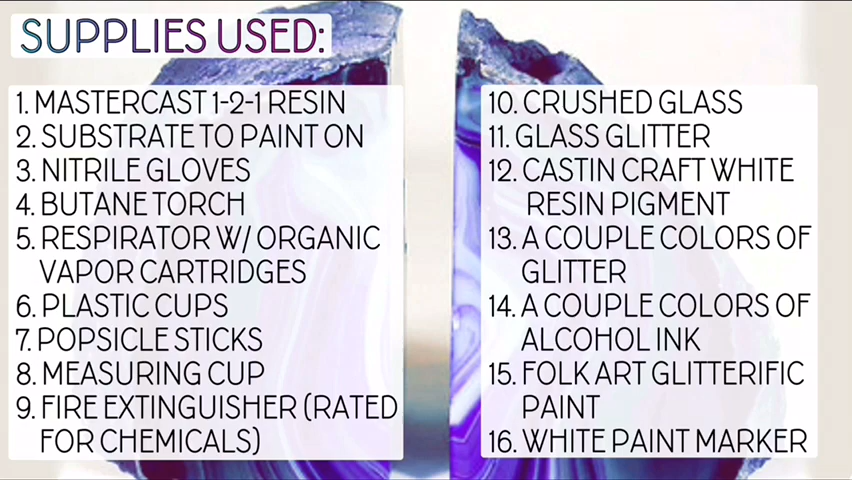 SUPPLIES USED:
1. MASTERCAST 1-2-1 RESIN
2. SUBSTRATE TO PAINT ON
3. NITRILE GLOVES
4. BUTANE TORCH
5. RESPIRATOR W/ ORGANIC
VAPOR CARTRIDGES
6. PLASTIC CUPS
7. POPSICLE STICKS
8. MEASURING CUP
9. FIRE EXTINGUISHER (RATED
FOR CHEMICALS)
10. CRUSHED GLASS
11. GLASS GLITTER
12. CASTIN CRAFT WHITE
RESIN PIGMENT
13. A COUPLE COLORS OF
GLITTER
14. A COUPLE COLORS OF
ALCOHOL INK
15. FOLK ART GLITTERIFIC
PAINT
16. WHITE PAINT MARKER